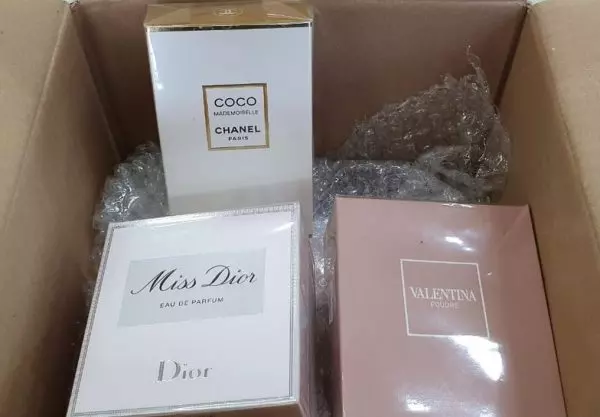 COCO
MADEMOISELLE
CHANEL
PARIS
Miss Dior
EAU DE PARFUM
Dior
VALENTINA
POUDRE